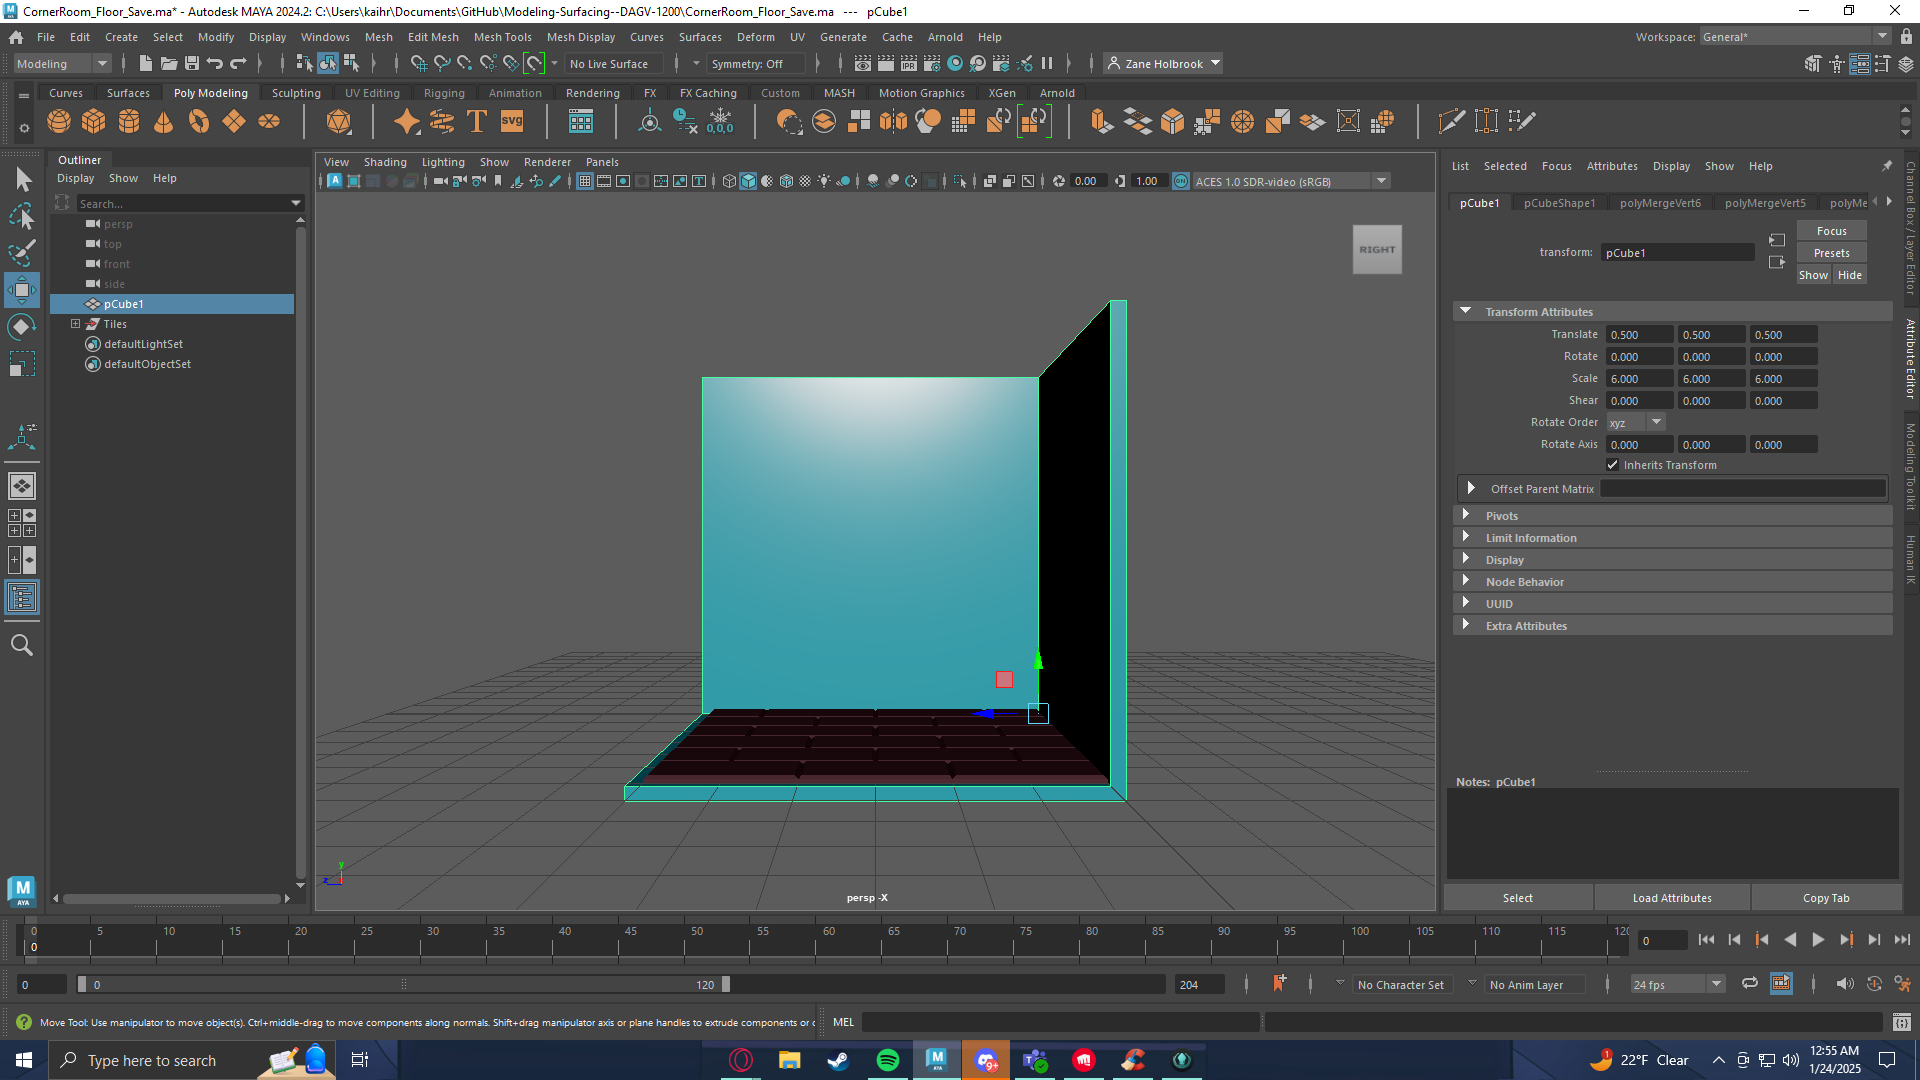 CornerRoom_Floor_Save.ma* - Autodesk MAYA 2024.2: C:\Users\kaihr\Documents\GitHub\Modeling-Surfacing--DAGV-1200\CornerRoom_Floor_Save.ma --- pCube1
File Edit Create Select Modify Display Windows Mesh Edit Mesh Mesh Tools Mesh Display Curves Surfaces Deform UV Generate Cache Arnold Help
Workspace: General*
Modeling
No Live Surface
Symmetry: Off
IPR
Zane Holbrook
Curves Surfaces Poly Modeling Sculpting UV Editing Rigging Animation Rendering FX FX Caching Custom MASH Motion Graphics XGen Arnold
T
svg
0,0,0
Outliner
Display Show Help
Search...
persp
top
front
side
pCube1
Tiles
defaultLightSet
defaultObjectSet
View Shading Lighting Show Renderer Panels
0.00
1.00
ON
ACES 1.0 SDR-video (sRGB)
RIGHT
y
z
persp -X
List Selected Focus Attributes Display Show Help
pCube1 pCubeShape1 polyMergeVert6 polyMergeVert5 polyMe
transform: pCube1
Focus
Presets
Show Hide
Transform Attributes
Translate 0.500 0.500 0.500
Rotate 0.000 0.000 0.000
Scale 6.000 6.000 6.000
Shear 0.000 0.000 0.000
Rotate Order xyz
Rotate Axis 0.000 0.000 0.000
Inherits Transform
Offset Parent Matrix
Pivots
Limit Information
Display
Node Behavior
UUID
Extra Attributes
Notes: pCube1
Select Load Attributes Copy Tab
Channel Box / Layer Editor
Attribute Editor
Modeling Toolkit
Human IK
M
AYA
0 5 10 15 20 25 30 35 40 45 50 55 60 65 70 75 80 85 90 95 100 105 110 115 120
0
0
0
0
120
204
No Character Set
No Anim Layer
24 fps
Move Tool: Use manipulator to move object(s). Ctrl+middle-drag to move components along normals. Shift+drag manipulator axis or plane handles to extrude components or c
MEL
Type here to search
M
AYA
9+
22°F Clear
12:55 AM
1/24/2025